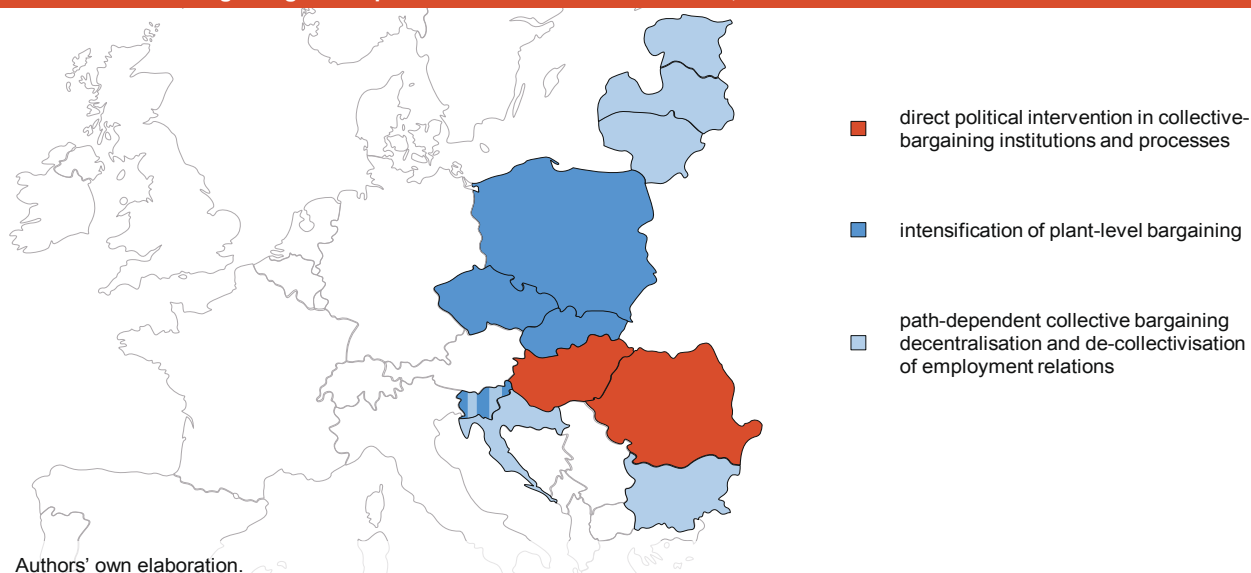 direct political intervention in collective-
bargaining institutions and processes
intensification of plant-level bargaining
path-dependent collective bargaining
decentralisation and de-collectivisation
of employment relations
Authors' own elaboration.